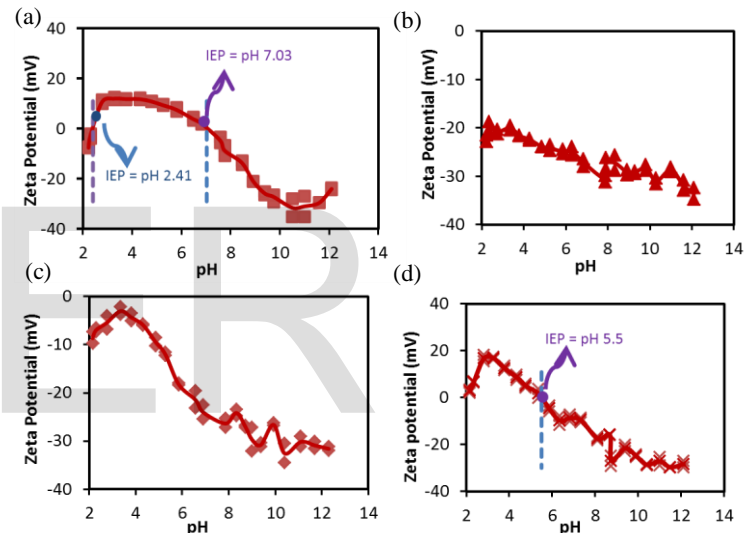 (a)
Zeta Potential (mV)
40
20
0
-20
-40
IEP = pH 7.03
IEP = pH 2.41
2 4 6 8 10 12 14
pH
(b)
Zeta Potential (mV)
0
-10
-20
-30
-40
2 4 6 8 10 12 14
pH
(c)
Zeta Potential (mV)
0
-10
-20
-30
-40
2 4 6 8 10 12 14
pH
(d)
Zeta Potential (mV)
40
20
0
-20
-40
IEP = pH 5.5
2 4 6 8 10 12 14
pH
ER